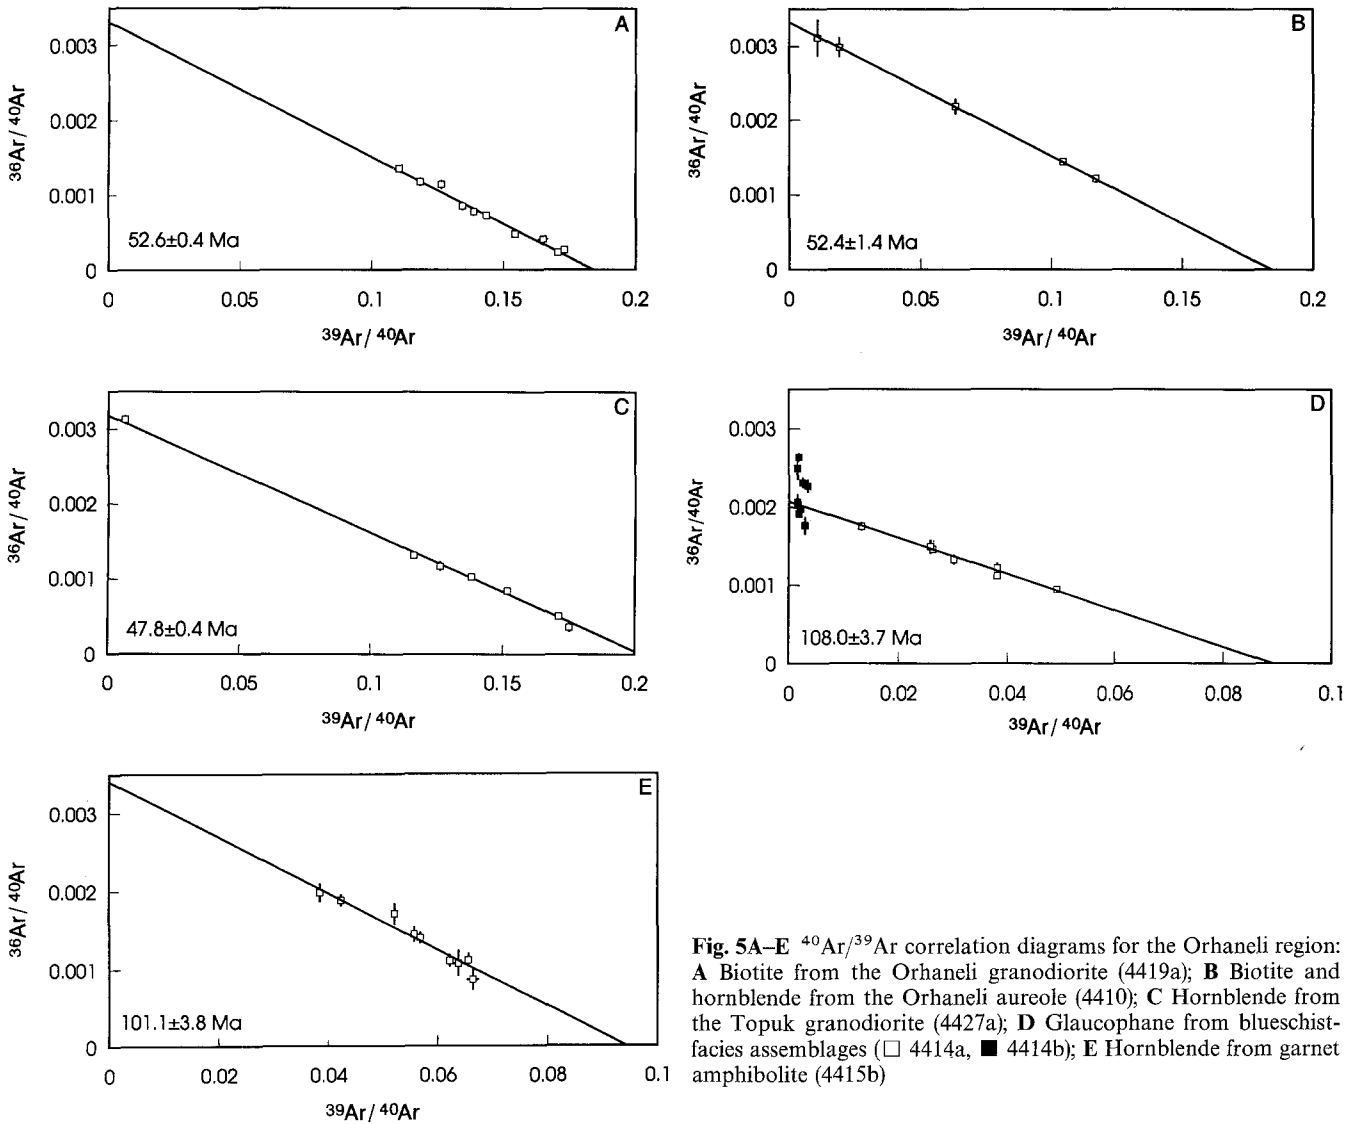 A
0.003
0.002
0.001
0
36Ar/40Ar
52.6±0.4 Ma
0 0.05 0.1 0.15 0.2
39Ar/40Ar
B
0.003
0.002
0.001
0
36Ar/40Ar
52.4±1.4 Ma
0 0.05 0.1 0.15 0.2
39Ar/40Ar
C
0.003
0.002
0.001
0
36Ar/40Ar
47.8±0.4 Ma
0 0.05 0.1 0.15 0.2
39Ar/40Ar
D
0.003
0.002
0.001
0
36Ar/40Ar
108.0±3.7 Ma
0 0.02 0.04 0.06 0.08 0.1
39Ar/40Ar
E
0.003
0.002
0.001
0
36Ar/40Ar
101.1±3.8 Ma
0 0.02 0.04 0.06 0.08 0.1
39Ar/40Ar
Fig. 5A–E 40Ar/39Ar correlation diagrams for the Orhaneli region:
A Biotite from the Orhaneli granodiorite (4419a); B Biotite and
hornblende from the Orhaneli aureole (4410); C Hornblende from
the Topuk granodiorite (4427a); D Glaucophane from blueschist-
facies assemblages (□ 4414a, ■ 4414b); E Hornblende from garnet
amphibolite (4415b)